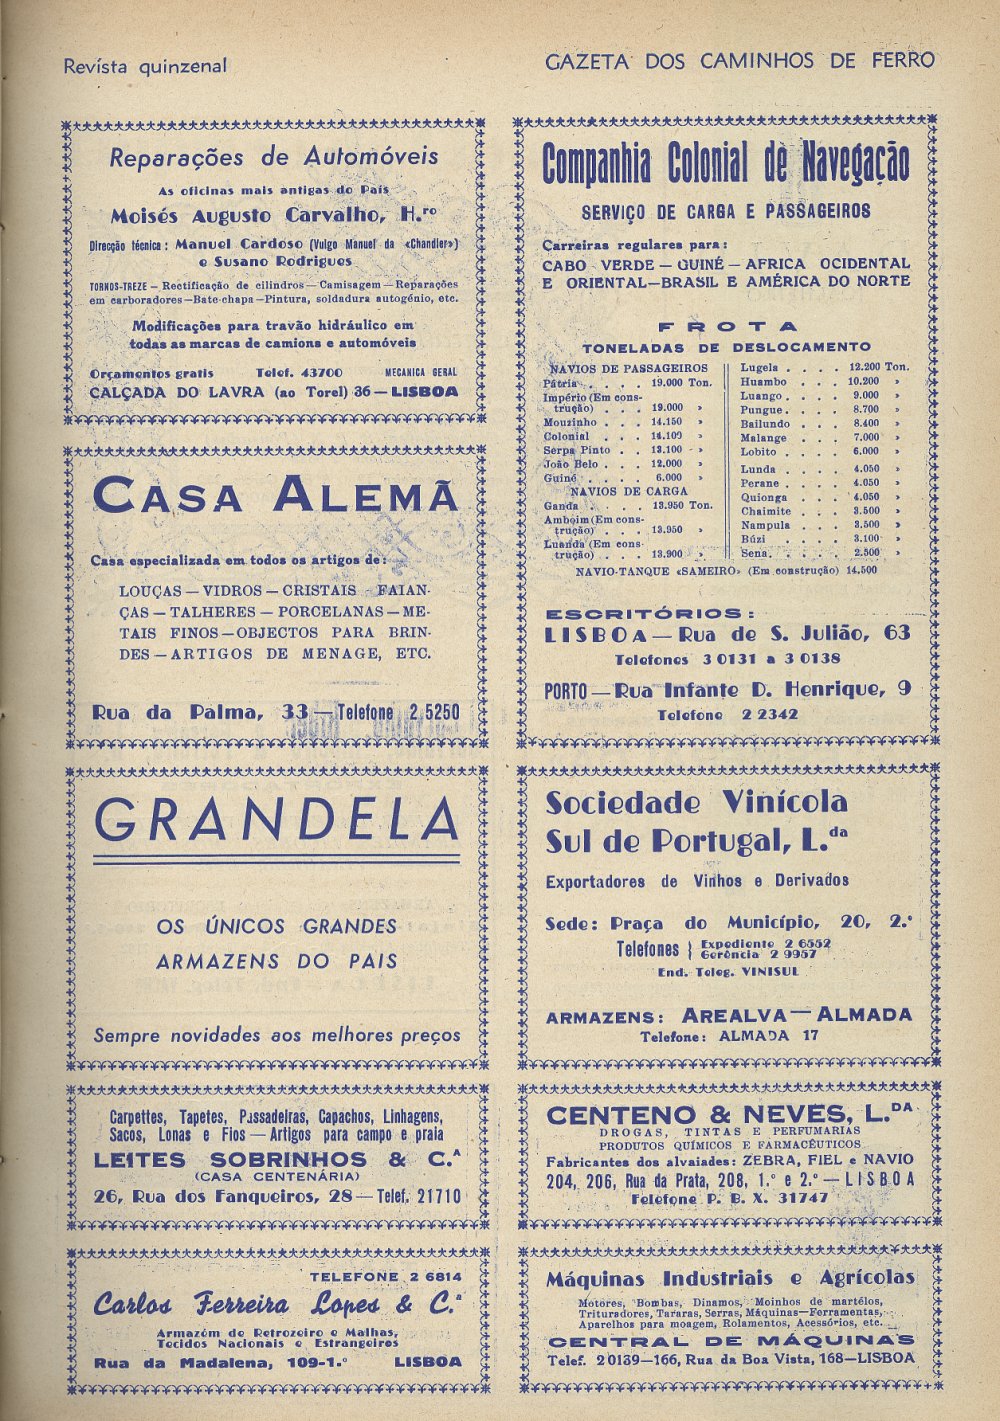 Revista quinzenal
GAZETA DOS CAMINHOS DE FERRO
Reparações de Automóveis
As oficinas mais antigas do País
Moisés Augusto Carvalho, H.ro
Direcção técnica: Manuel Cardoso (Vulgo Manuel da «Chandler»)
e Susano Rodrigues
TORNOS-TREZE — Rectificação de cilindros — Camisagem — Reparações
em carboradores — Bate-chapa — Pintura, soldadura autogénio, etc.
Modificações para travão hidráulico em
todas as marcas de camions e automóveis
Orçamentos gratis Telef. 43700 MECANICA GERAL
CALÇADA DO LAVRA (ao Torel) 36 — LISBOA
CASA ALEMÃ
Casa especializada em todos os artigos de:
LOUÇAS — VIDROS — CRISTAIS FAIAN-
ÇAS — TALHERES — PORCELANAS — ME-
TAIS FINOS — OBJECTOS PARA BRIN-
DES — ARTIGOS DE MENAGE, ETC.
Rua da Palma, 33 — Telefone 2 5250
GRANDELA
OS ÚNICOS GRANDES
ARMAZENS DO PAIS
Sempre novidades aos melhores preços
Carpettes, Tapetes, Passadeiras, Capachos, Linhagens,
Sacos, Lonas e Fios — Artigos para campo e praia
LEITES SOBRINHOS & C.ᴬ
(CASA CENTENÁRIA)
26, Rua dos Fanqueiros, 28 — Telef. 21710
TELEFONE 2 6814
Carlos Ferreira Lopes & C.ª
Armazém de Retrozeiro e Malhas,
Tecidos Nacionais e Estrangeiros
Rua da Madalena, 109-1.º LISBOA
Companhia Colonial de Navegação
SERVIÇO DE CARGA E PASSAGEIROS
Carreiras regulares para:
CABO VERDE — GUINÉ — AFRICA OCIDENTAL
E ORIENTAL — BRASIL E AMÉRICA DO NORTE
FROTA
TONELADAS DE DESLOCAMENTO
NAVIOS DE PASSAGEIROS
Pátria . . . . 19.000 Ton.
Império (Em cons-
trução) . . . 19.000 »
Mouzinho . . . 14.150 »
Colonial . . . 14.100 »
Serpa Pinto . . 13.100 »
João Belo . . . 12.000 »
Guiné . . . . 6.000 »
NAVIOS DE CARGA
Ganda . . . . 13.950 Ton.
Amboim (Em cons-
trução) . . . 13.950 »
Luanda (Em cons-
trução) . . . 13.900 »
Lugela . . . . 12.200 Ton.
Huambo . . . . 10.200 »
Luango . . . . 9.000 »
Pungue . . . . 8.700 »
Bailundo . . . 8.400 »
Malange . . . 7.000 »
Lobito . . . . 6.000 »
Lunda . . . . 4.050 »
Perane . . . . 4.050 »
Quionga . . . 4.050 »
Chaimite . . . 3.500 »
Nampula . . . 3.500 »
Búzi . . . . 3.100 »
Sena . . . . . 2.500 »
NAVIO-TANQUE «SAMEIRO» (Em construção) 14.500
ESCRITÓRIOS:
LISBOA — Rua de S. Julião, 63
Telefones 3 0131 a 3 0138
PORTO — Rua Infante D. Henrique, 9
Telefone 2 2342
Sociedade Vinícola
Sul de Portugal, L.da
Exportadores de Vinhos e Derivados
Sede: Praça do Município, 20, 2.º
Telefones } Expediente 2 6552
Gerência 2 9957
End. Teleg. VINISUL
ARMAZENS: AREALVA — ALMADA
Telefone: ALMADA 17
CENTENO & NEVES, L.DA
DROGAS, TINTAS E PERFUMARIAS
PRODUTOS QUÍMICOS E FARMACÊUTICOS
Fabricantes dos alvaiades: ZEBRA, FIEL e NAVIO
204, 206, Rua da Prata, 208, 1.º e 2.º — LISBOA
Telefone P. B. X. 31747
Máquinas Industriais e Agrícolas
Motores, Bombas, Dinamos, Moinhos de martélos,
Trituradores, Tararas, Serras, Máquinas—Ferramentas,
Aparelhos para moagem, Rolamentos, Acessórios, etc.
CENTRAL DE MÁQUINAS
Telef. 2 0139—166, Rua da Boa Vista, 168—LISBOA